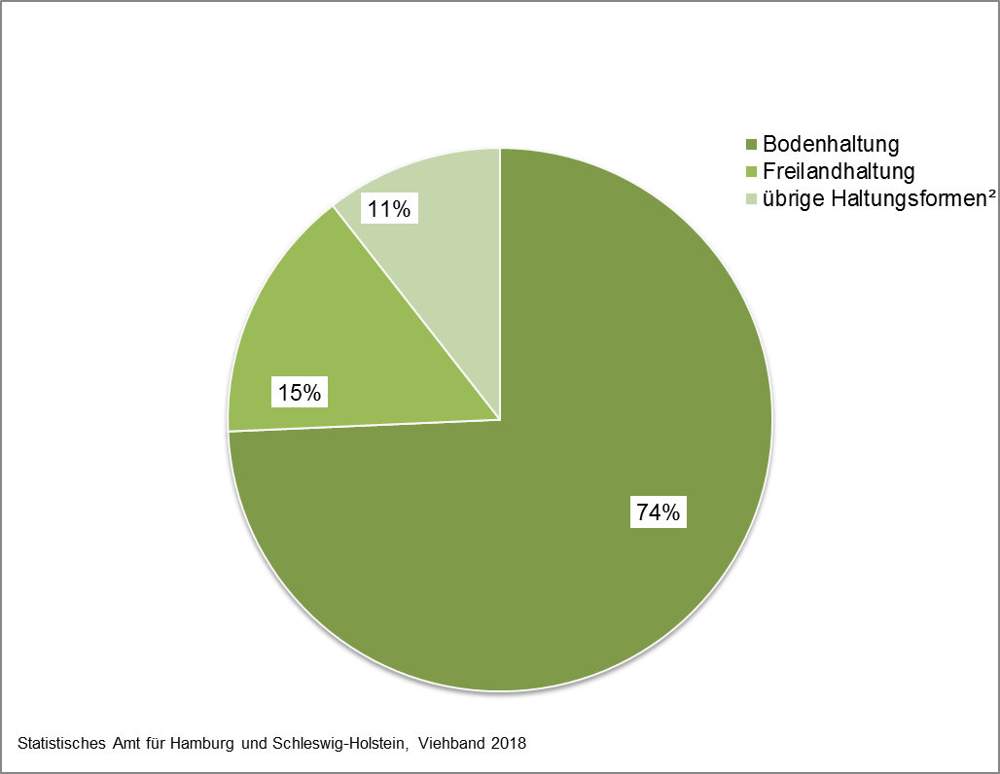 Bodenhaltung
Freilandhaltung
übrige Haltungsformen²
11%
15%
74%
Statistisches Amt für Hamburg und Schleswig-Holstein, Viehband 2018